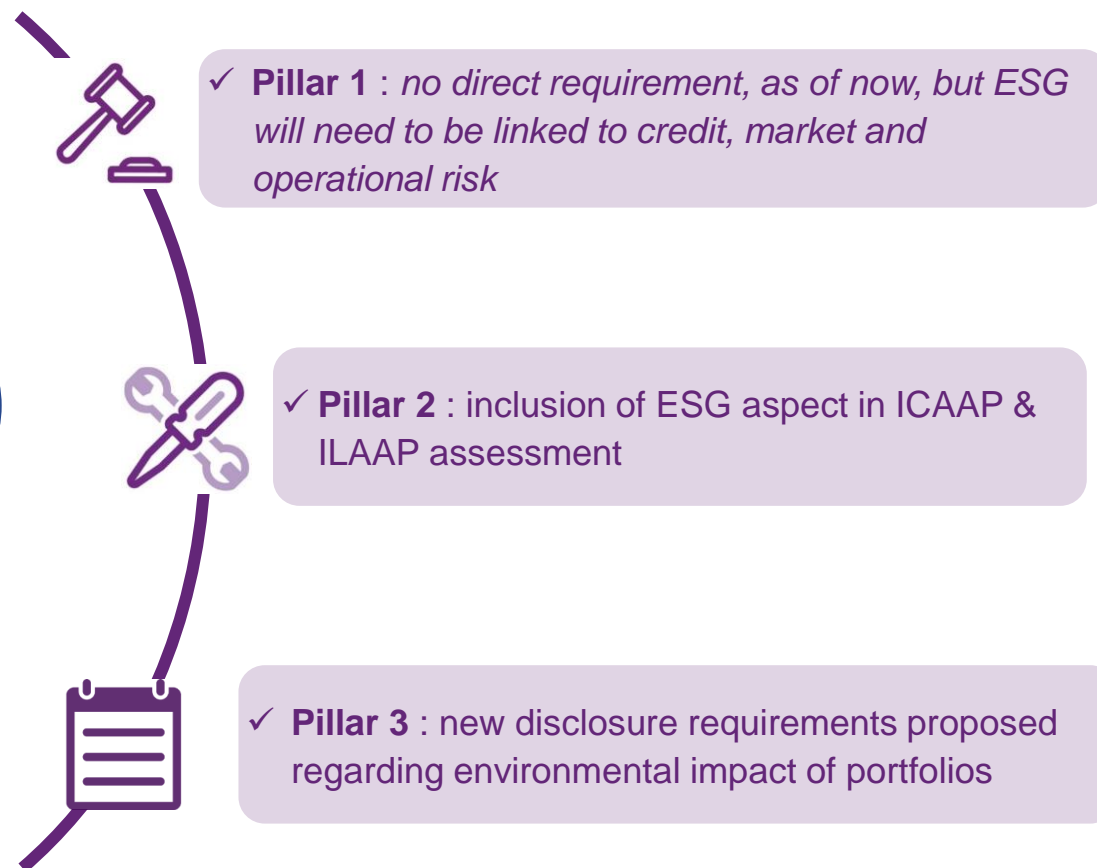 ✓ Pillar 1 : no direct requirement, as of now, but ESG
will need to be linked to credit, market and
operational risk
✓ Pillar 2 : inclusion of ESG aspect in ICAAP &
ILAAP assessment
✓ Pillar 3 : new disclosure requirements proposed
regarding environmental impact of portfolios